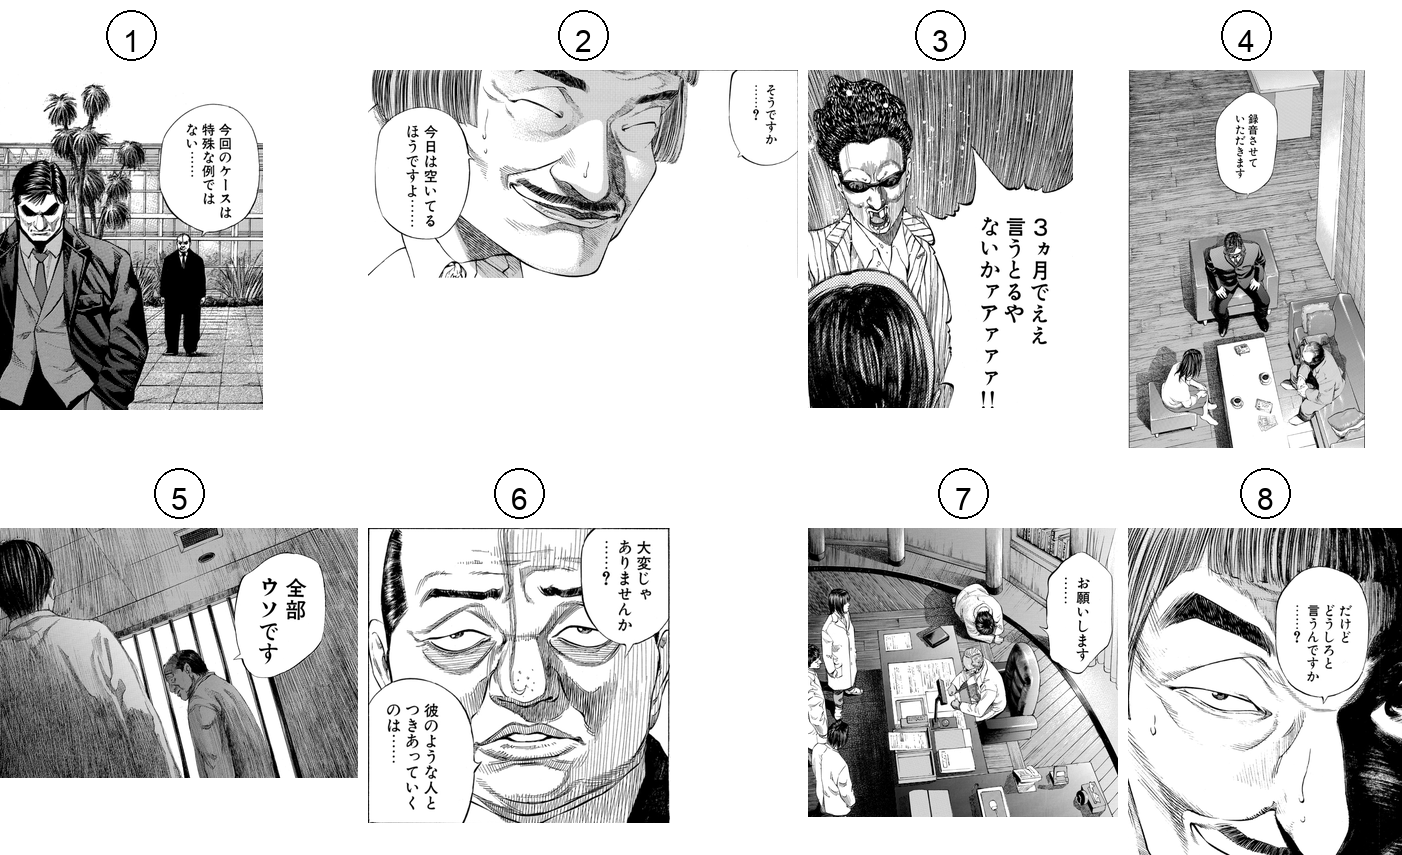 1
今回のケースは
特殊な例では
ない……
2
そうですか
……?
今日は空いてる
ほうですよ……
3
3ヵ月でええ
言うとるや
ないかァアァァァ!!
4
録音させて
いただきます
5
全部
ウソです
6
大変じゃ
ありませんか
……?
彼のような人と
つきあっていく
のは……
7
お願いします
……
8
だけど
どうしろと
言うんですか
……?